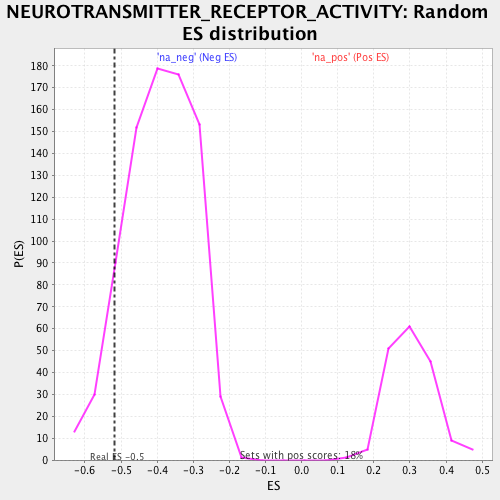 NEUROTRANSMITTER_RECEPTOR_ACTIVITY: Random
ES distribution
'na_neg' (Neg ES) 'na_pos' (Pos ES)
180
170
160
150
140
130
120
110
100
90
80
70
60
50
40
30
20
10
0
P(ES)
Real ES -0.5
Sets with pos scores: 18%
-0.6 -0.5 -0.4 -0.3 -0.2 -0.1 0.0 0.1 0.2 0.3 0.4 0.5
ES